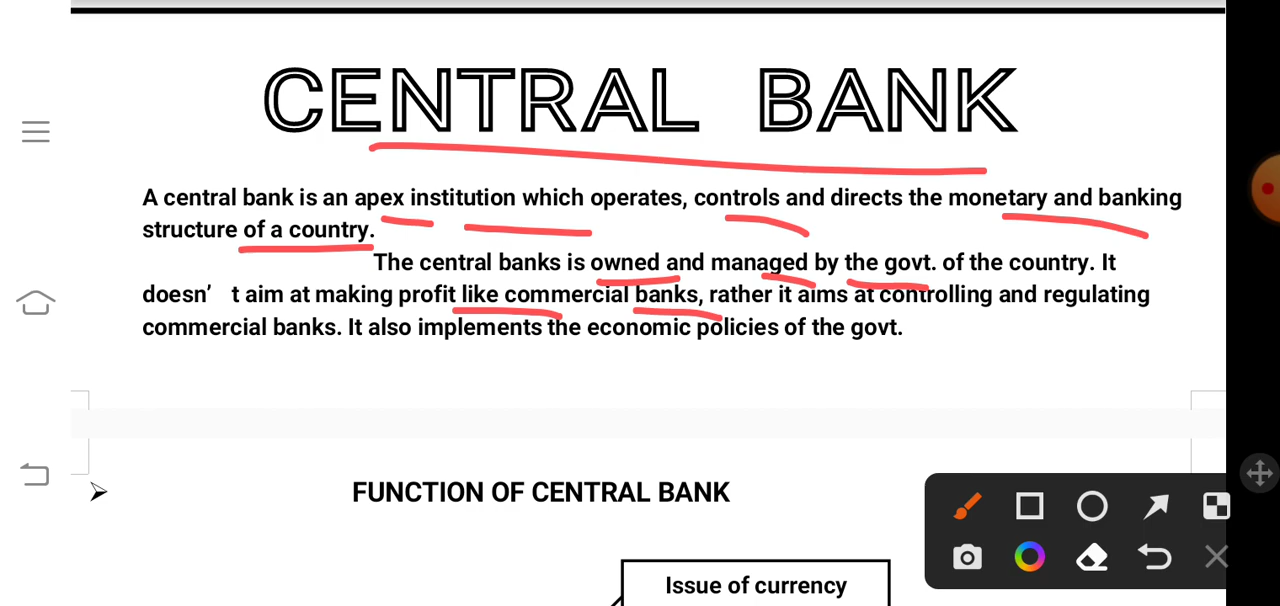 CENTRAL BANK
A central bank is an apex institution which operates, controls and directs the monetary and banking
structure of a country.
The central banks is owned and managed by the govt. of the country. It
doesn’ t aim at making profit like commercial banks, rather it aims at controlling and regulating
commercial banks. It also implements the economic policies of the govt.
FUNCTION OF CENTRAL BANK
Issue of currency